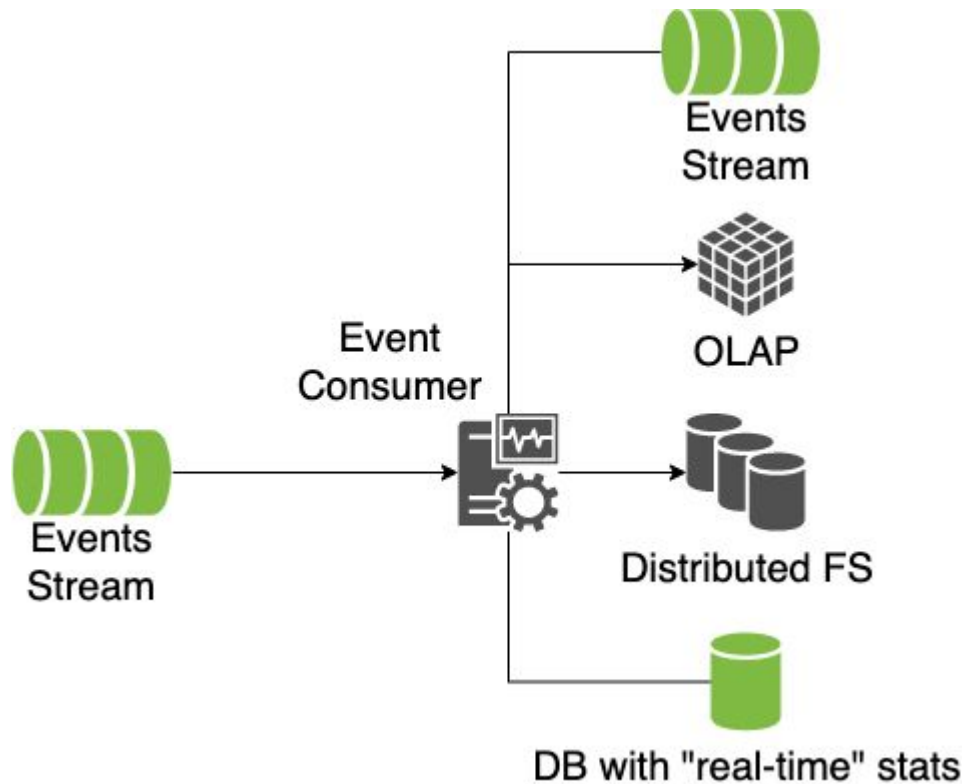 Events
Stream
OLAP
Event
Consumer
Events
Stream
Distributed FS
DB with "real-time" stats